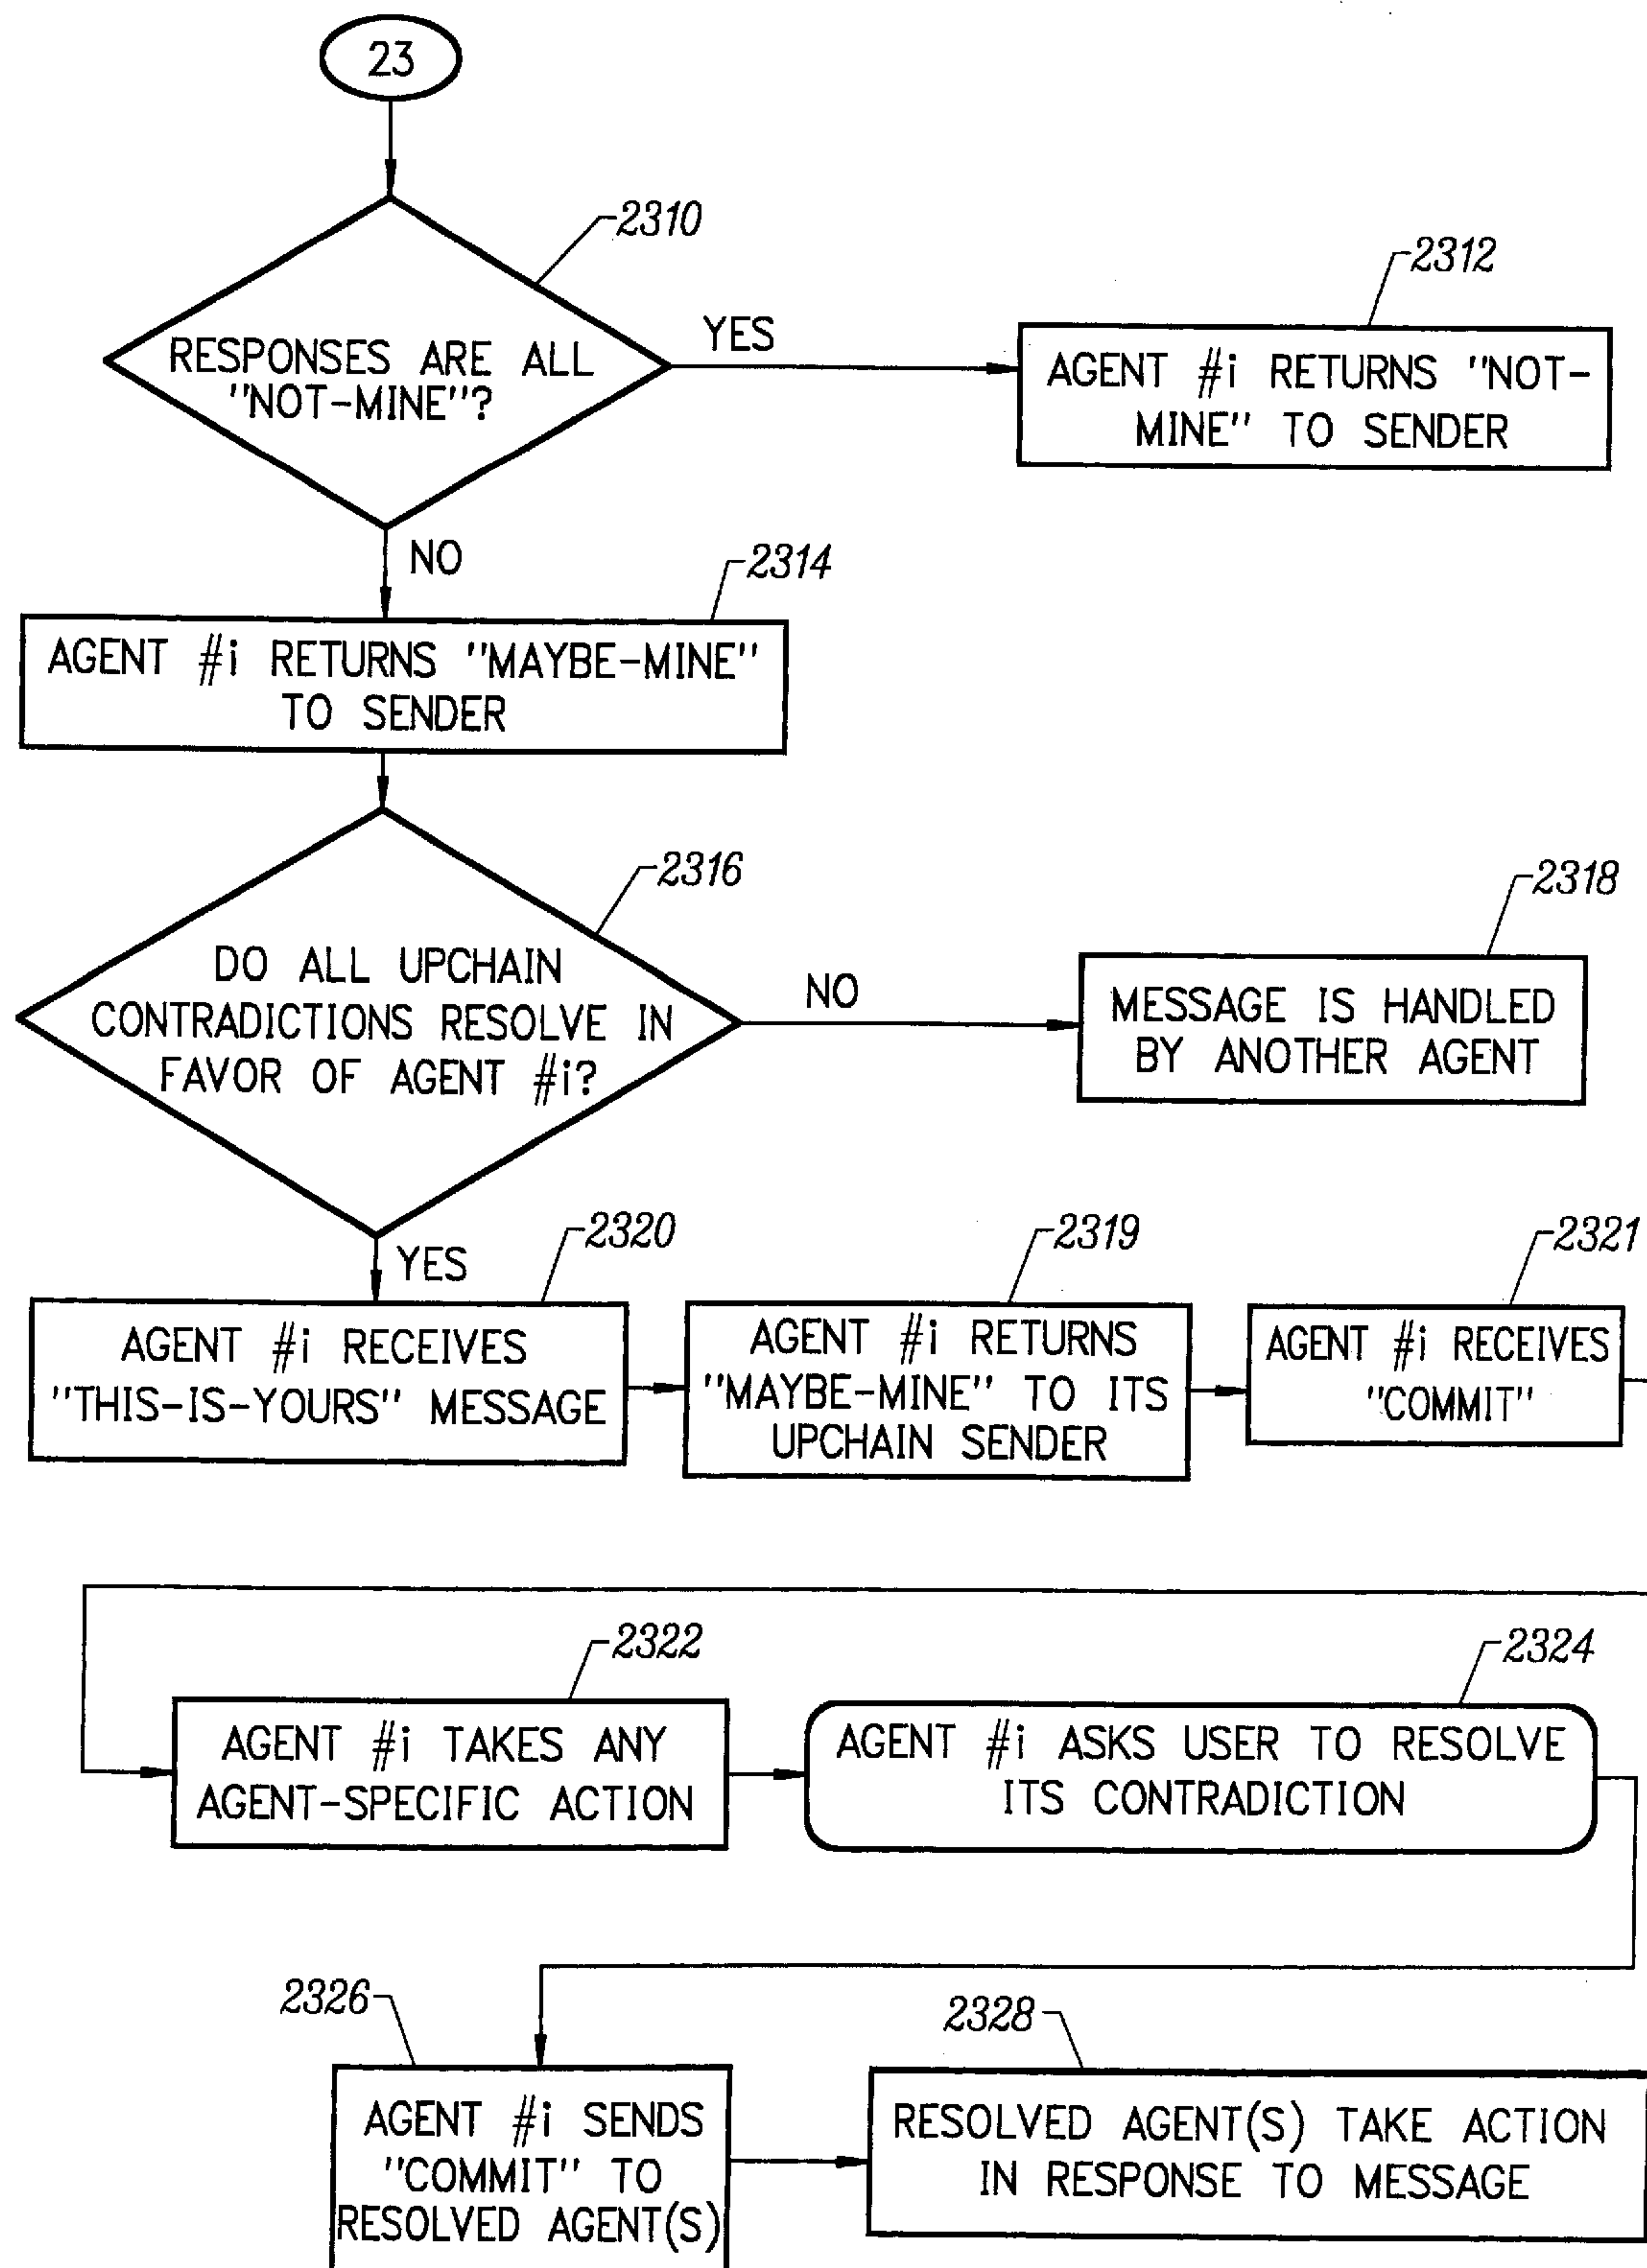 23
2310
RESPONSES ARE ALL
"NOT-MINE"?
YES
2312
AGENT #i RETURNS "NOT-
MINE" TO SENDER
NO
2314
AGENT #i RETURNS "MAYBE-MINE"
TO SENDER
2316
DO ALL UPCHAIN
CONTRADICTIONS RESOLVE IN
FAVOR OF AGENT #i?
NO
2318
MESSAGE IS HANDLED
BY ANOTHER AGENT
YES
2320
AGENT #i RECEIVES
"THIS-IS-YOURS" MESSAGE
2319
AGENT #i RETURNS
"MAYBE-MINE" TO ITS
UPCHAIN SENDER
2321
AGENT #i RECEIVES
"COMMIT"
2322
AGENT #i TAKES ANY
AGENT-SPECIFIC ACTION
2324
AGENT #i ASKS USER TO RESOLVE
ITS CONTRADICTION
2326
AGENT #i SENDS
"COMMIT" TO
RESOLVED AGENT(S)
2328
RESOLVED AGENT(S) TAKE ACTION
IN RESPONSE TO MESSAGE